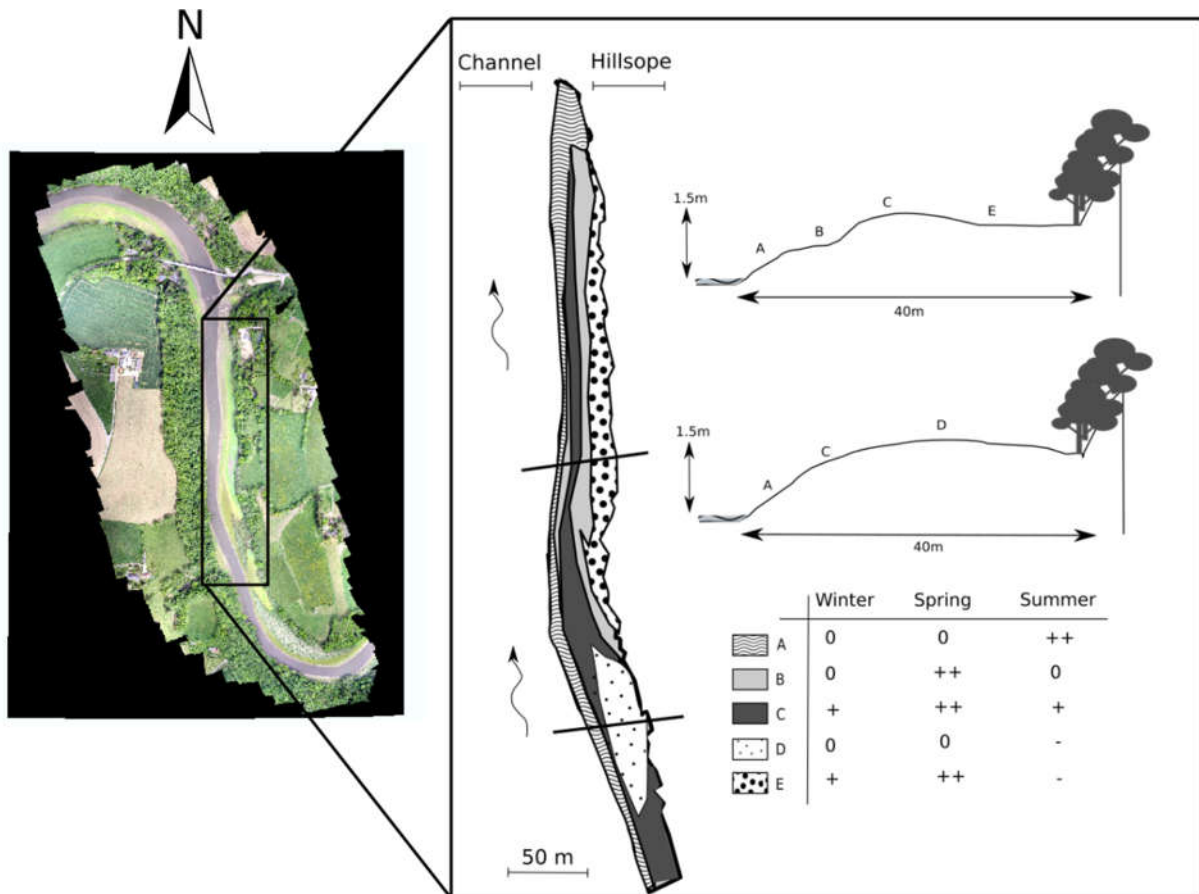 N
Channel Hillsope
1.5m
A B C E
40m
1.5m
A C D
40m
Winter Spring Summer
A 0 0 ++
B 0 ++ 0
C + ++ +
D 0 0 -
E + ++ -
50 m